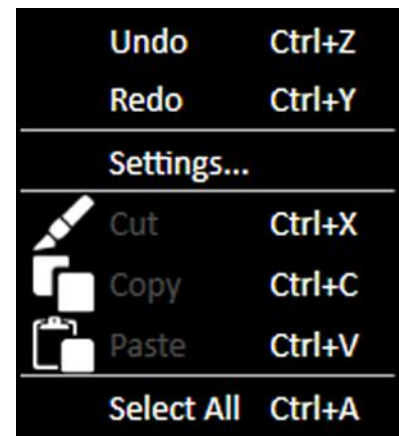 Undo Ctrl+Z
Redo Ctrl+Y
Settings...
Cut Ctrl+X
Copy Ctrl+C
Paste Ctrl+V
Select All Ctrl+A